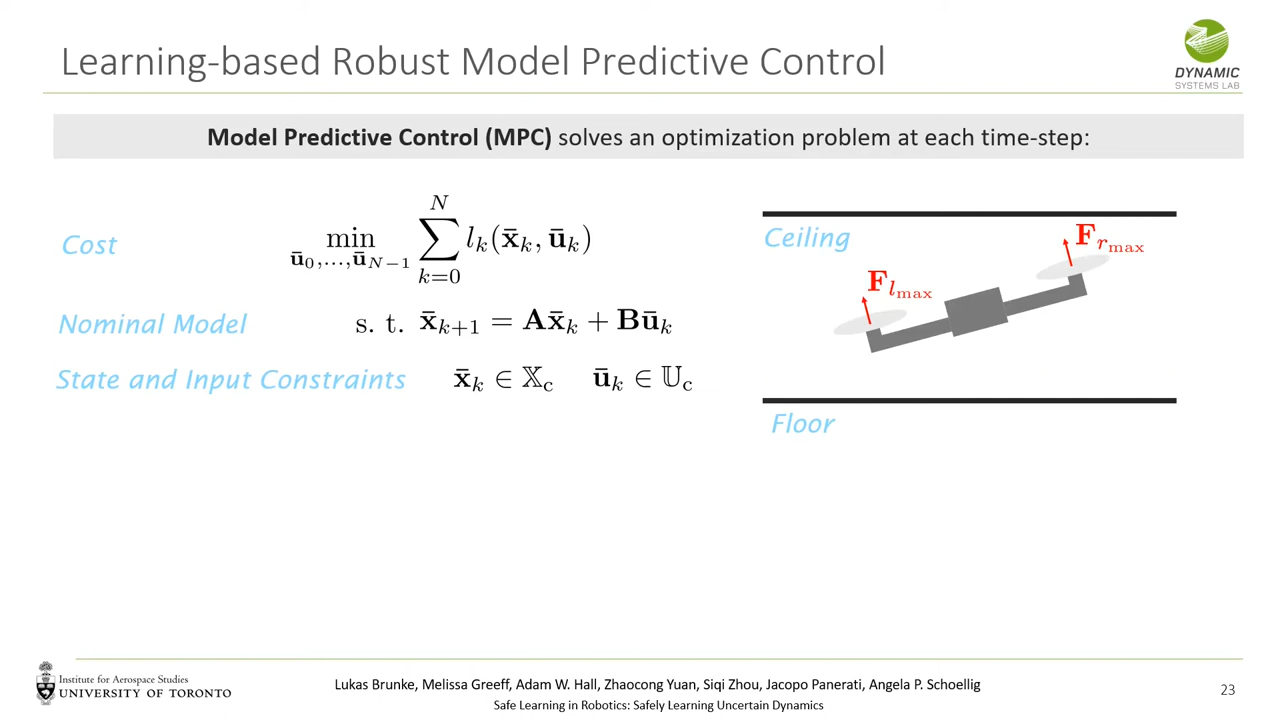 Learning-based Robust Model Predictive Control
DYNAMIC
SYSTEMS LAB
Model Predictive Control (MPC) solves an optimization problem at each time-step:
Cost
min_{ū_0,...,ū_{N−1}} ∑_{k=0}^{N} l_k(x̄_k, ū_k)
Nominal Model
s. t. x̄_{k+1} = Ax̄_k + Bū_k
State and Input Constraints
x̄_k ∈ 𝕏_c ū_k ∈ 𝕌_c
Ceiling
F_{r_max}
F_{l_max}
Floor
Institute for Aerospace Studies
UNIVERSITY OF TORONTO
Lukas Brunke, Melissa Greeff, Adam W. Hall, Zhaocong Yuan, Siqi Zhou, Jacopo Panerati, Angela P. Schoellig
Safe Learning in Robotics: Safely Learning Uncertain Dynamics
23